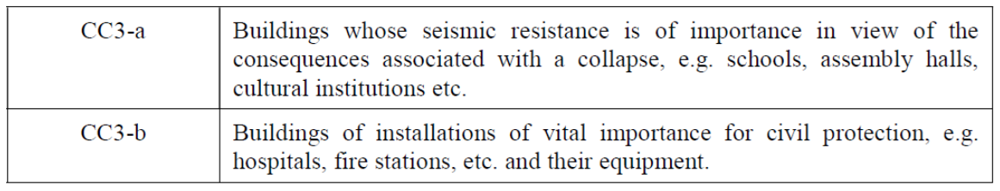 CC3-a
Buildings whose seismic resistance is of importance in view of the
consequences associated with a collapse, e.g. schools, assembly halls,
cultural institutions etc.
CC3-b
Buildings of installations of vital importance for civil protection, e.g.
hospitals, fire stations, etc. and their equipment.